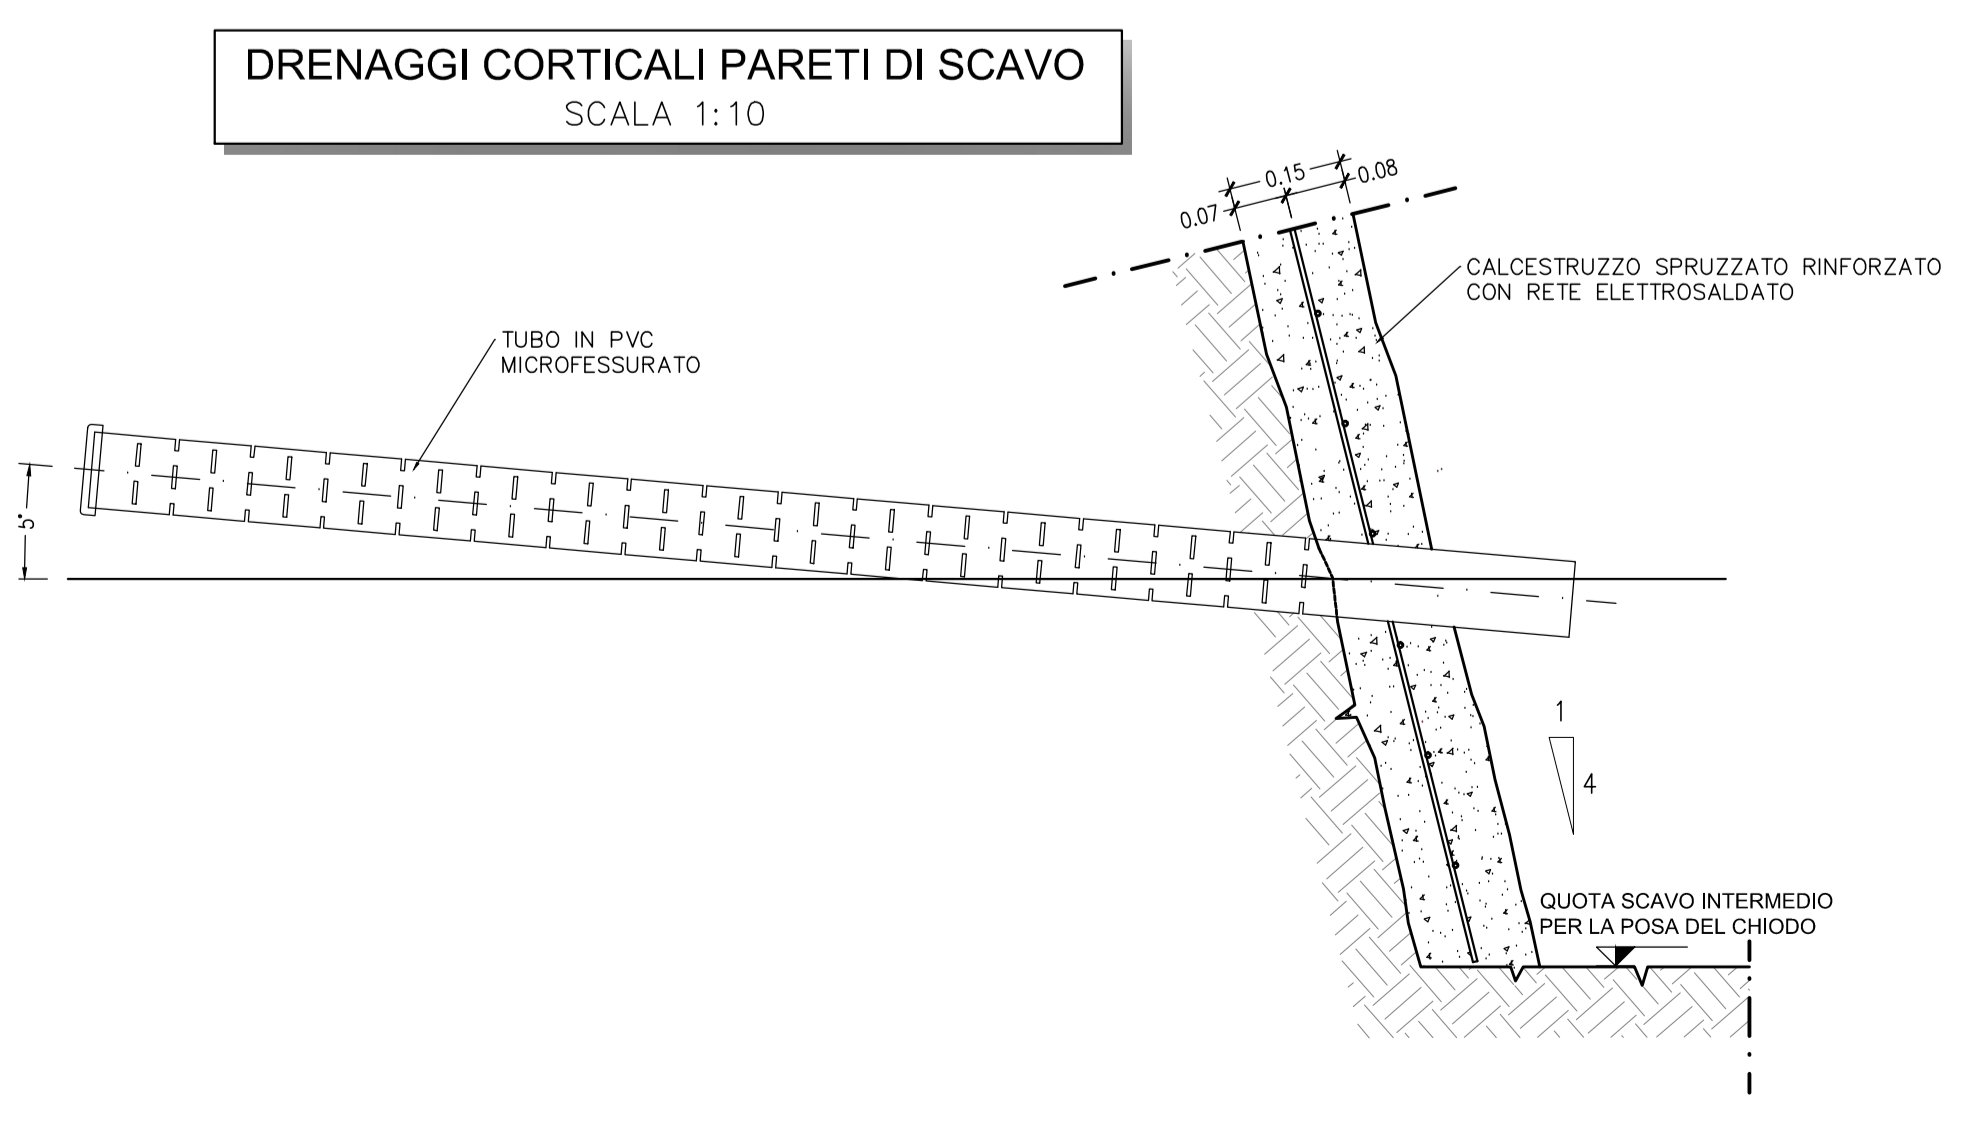 DRENAGGI CORTICALI PARETI DI SCAVO
SCALA 1:10
0.15
0.08
0.07
CALCESTRUZZO SPRUZZATO RINFORZATO
CON RETE ELETTROSALDATO
TUBO IN PVC
MICROFESSURATO
5°
1
4
QUOTA SCAVO INTERMEDIO
PER LA POSA DEL CHIODO